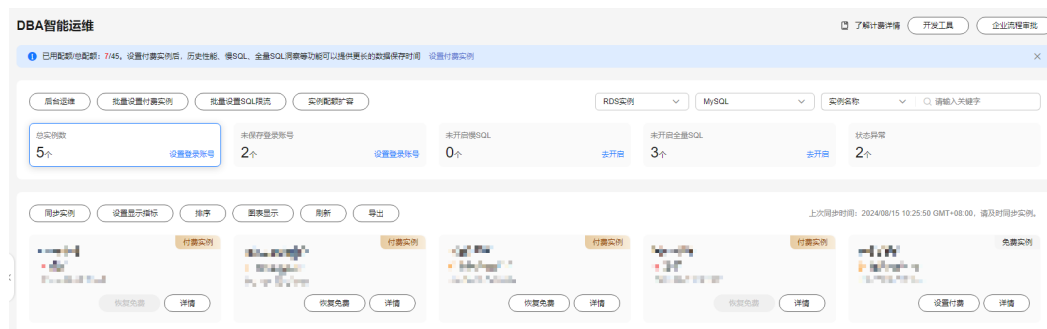 DBA智能运维
了解计费详情 开发工具 企业流程审批
已用配额/总配额：7/45。设置付费实例后，历史性能、慢SQL、全量SQL洞察等功能可以提供更长的数据保存时间 设置付费实例
后台运维 批量设置付费实例 批量设置SQL限流 实例配额扩容 RDS实例 MySQL 实例名称 请输入关键字
总实例数 未保存登录账号 未开启慢SQL 未开启全量SQL 状态异常
5个 设置登录账号 2个 设置登录账号 0个 去开启 3个 去开启 2个
同步实例 设置显示指标 排序 图表显示 刷新 导出 上次同步时间：2024/08/15 10:25:50 GMT+08:00，请及时同步实例。
付费实例 付费实例 付费实例 付费实例 免费实例
恢复免费 详情 恢复免费 详情 恢复免费 详情 恢复免费 详情 设置付费 详情